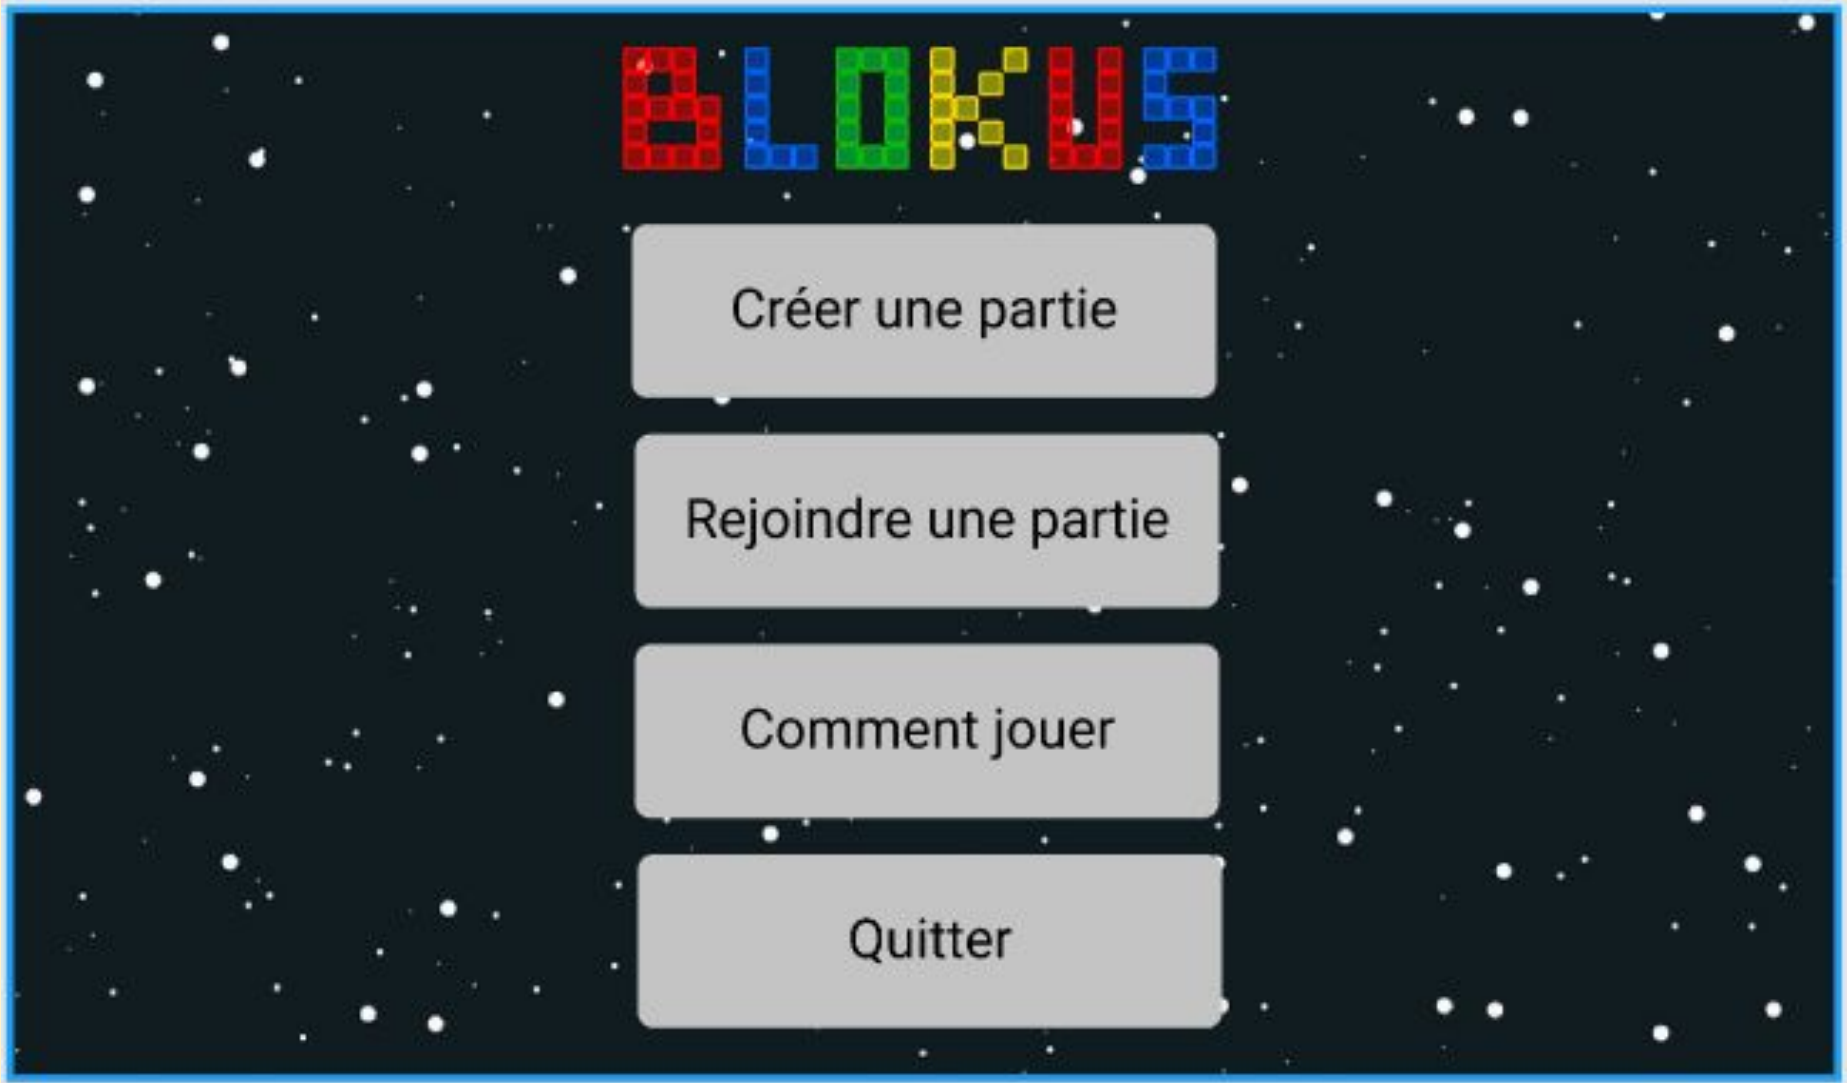 BLOKUS
Créer une partie
Rejoindre une partie
Comment jouer
Quitter